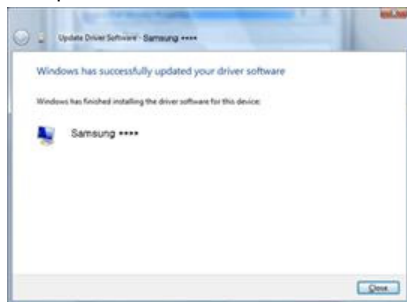 Update Driver Software - Samsung ****
Windows has successfully updated your driver software
Windows has finished installing the driver software for this device:
Samsung ****
Close